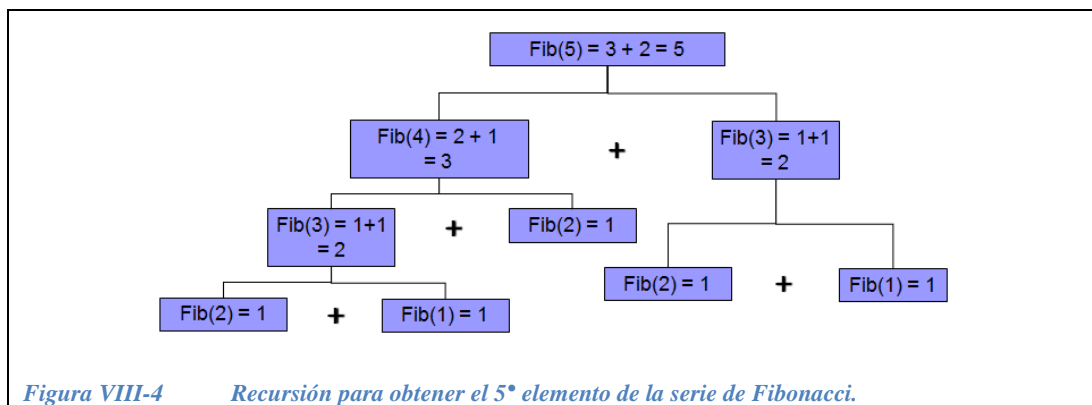 Fib(5) = 3 + 2 = 5
Fib(4) = 2 + 1
= 3
+
Fib(3) = 1+1
= 2
Fib(3) = 1+1
= 2
+
Fib(2) = 1
Fib(2) = 1
+
Fib(1) = 1
Fib(2) = 1
+
Fib(1) = 1
Figura VIII-4 Recursión para obtener el 5° elemento de la serie de Fibonacci.